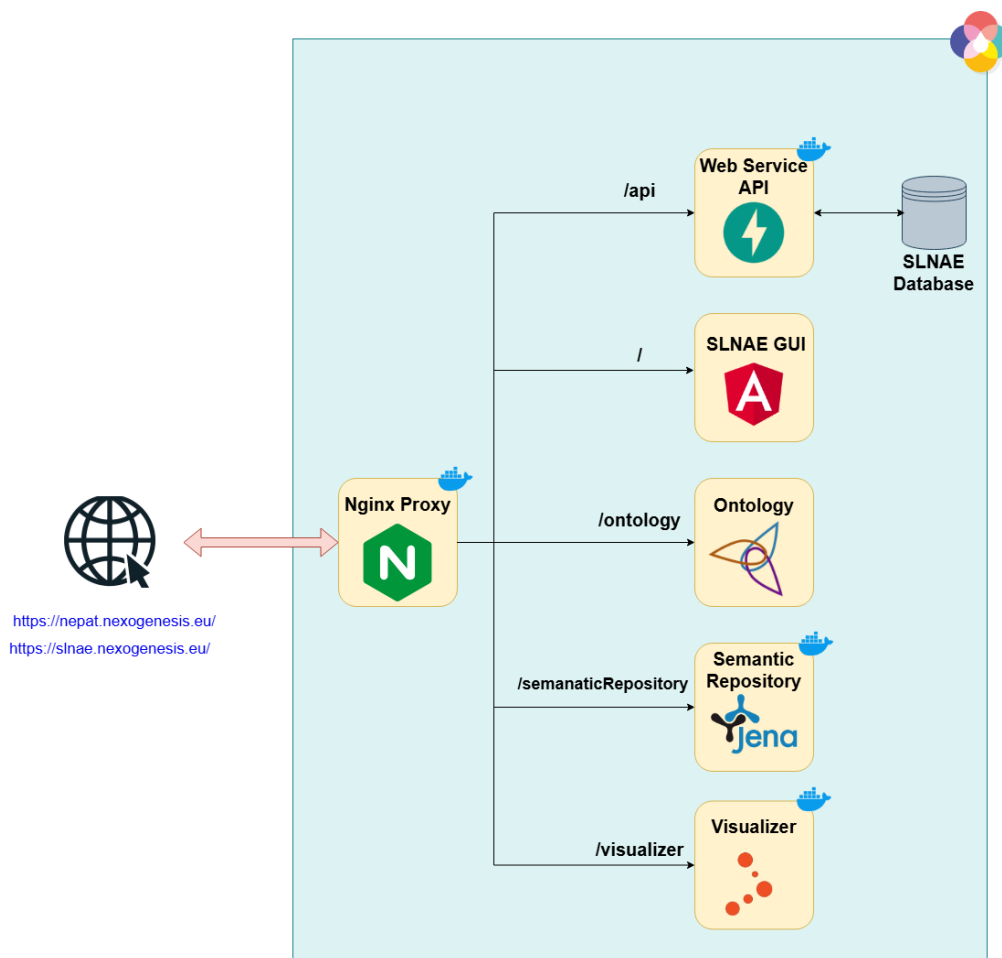 Web Service
API
/api
SLNAE
Database
SLNAE GUI
/
Nginx Proxy
N
Ontology
/ontology
https://nepat.nexogenesis.eu/
https://slnae.nexogenesis.eu/
Semantic
Repository
/semanaticRepository
Jena
Visualizer
/visualizer
A